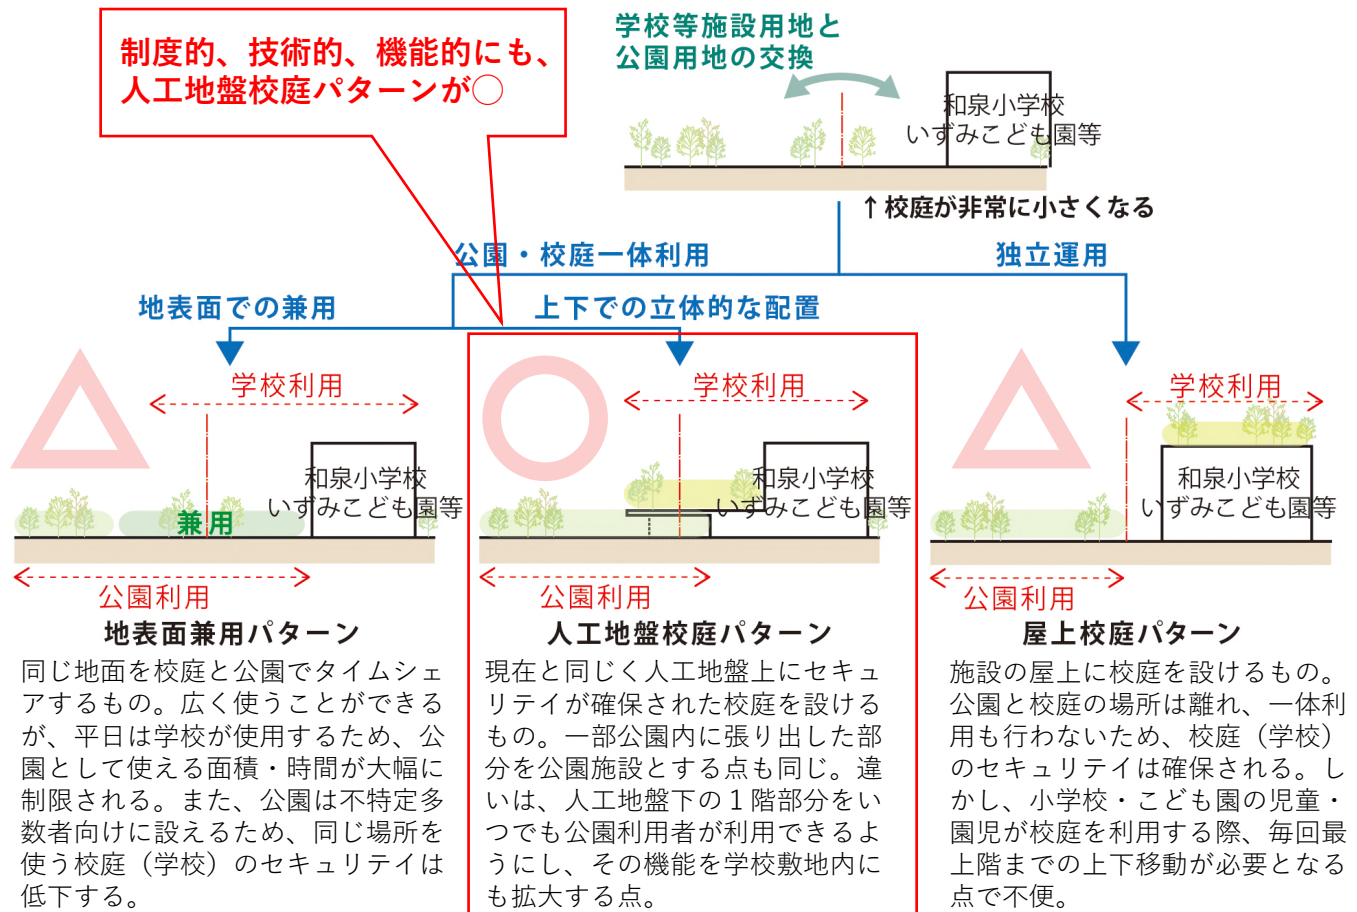 制度的、技術的、機能的にも、
人工地盤校庭パターンが○
学校等施設用地と
公園用地の交換
和泉小学校
いずみこども園等
↑校庭が非常に小さくなる
公園・校庭一体利用
独立運用
地表面での兼用
上下での立体的な配置
学校利用
和泉小学校
いずみこども園等
兼用
公園利用
学校利用
和泉小学校
いずみこども園等
公園利用
学校利用
和泉小学校
いずみこども園等
公園利用
地表面兼用パターン
同じ地面を校庭と公園でタイムシェ
アするもの。広く使うことができる
が、平日は学校が使用するため、公
園として使える面積・時間が大幅に
制限される。また、公園は不特定多
数者向けに設えるため、同じ場所を
使う校庭（学校）のセキュリテイは
低下する。
人工地盤校庭パターン
現在と同じく人工地盤上にセキュ
リテイが確保された校庭を設ける
もの。一部公園内に張り出した部
分を公園施設とする点も同じ。違
いは、人工地盤下の１階部分をい
つでも公園利用者が利用できるよ
うにし、その機能を学校敷地内に
も拡大する点。
屋上校庭パターン
施設の屋上に校庭を設けるもの。
公園と校庭の場所は離れ、一体利
用も行わないため、校庭（学校）
のセキュリテイは確保される。し
かし、小学校・こども園の児童・
園児が校庭を利用する際、毎回最
上階までの上下移動が必要となる
点で不便。